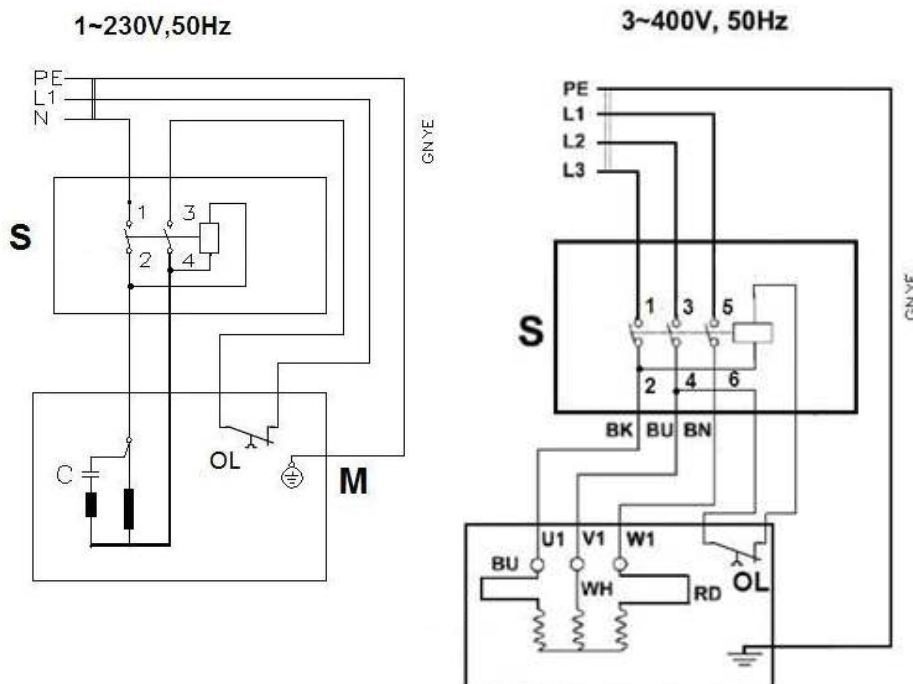 1~230V,50Hz
PE
L1
N
GNYE
S
1
3
2
4
C
OL
M
3~400V, 50Hz
PE
L1
L2
L3
GNYE
S
1 3 5
2 4 6
BK BU BN
U1 V1 W1
BU
WH
RD
OL